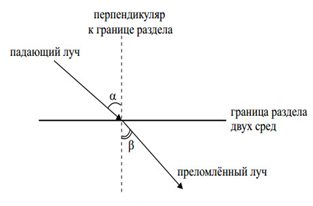 перпендикуляр
к границе раздела
падающий луч
α
граница раздела
двух сред
β
преломлённый луч